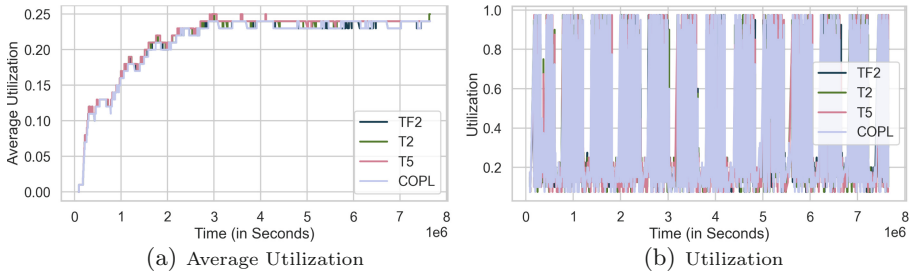 0.25
0.20
0.15
0.10
0.05
0.00
Average Utilization
TF2
T2
T5
COPL
0 1 2 3 4 5 6 7 8
Time (in Seconds)
1e6
(a) Average Utilization
1.0
0.8
0.6
0.4
0.2
Utilization
TF2
T2
T5
COPL
0 1 2 3 4 5 6 7 8
Time (in Seconds)
1e6
(b) Utilization